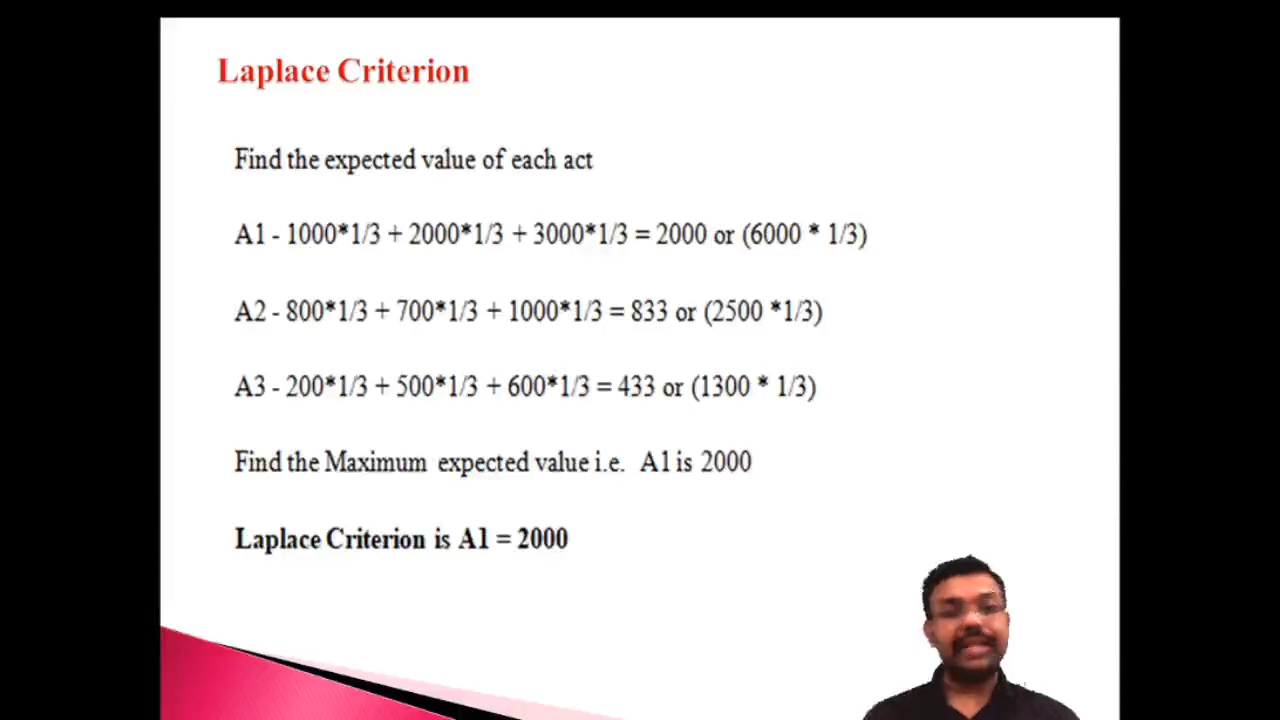 Laplace Criterion
Find the expected value of each act
A1 - 1000*1/3 + 2000*1/3 + 3000*1/3 = 2000 or (6000 * 1/3)
A2 - 800*1/3 + 700*1/3 + 1000*1/3 = 833 or (2500 *1/3)
A3 - 200*1/3 + 500*1/3 + 600*1/3 = 433 or (1300 * 1/3)
Find the Maximum expected value i.e. A1 is 2000
Laplace Criterion is A1 = 2000